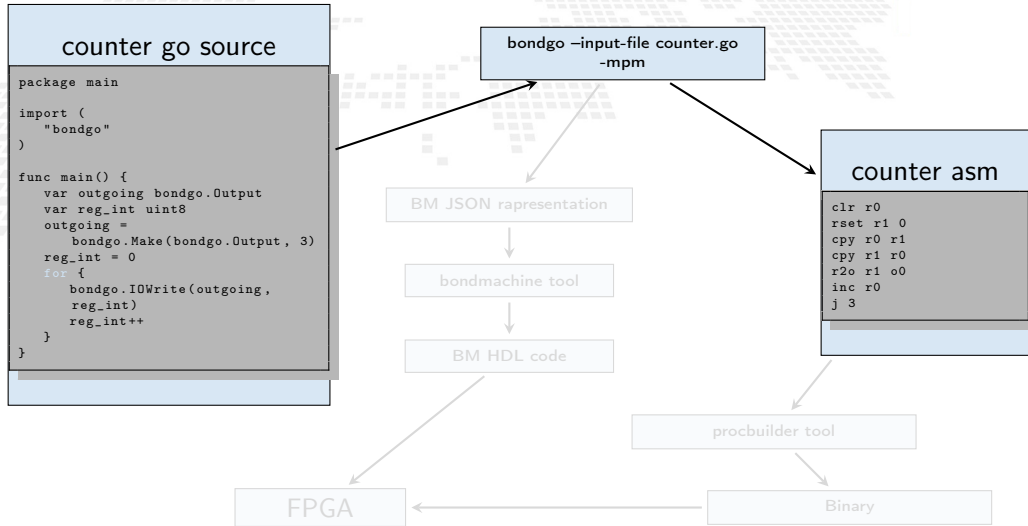 counter go source
package main
import (
"bondgo"
)
func main() {
var outgoing bondgo.Output
var reg_int uint8
outgoing =
bondgo.Make(bondgo.Output, 3)
reg_int = 0
for {
bondgo.IOWrite(outgoing,
reg_int)
reg_int++
}
}
bondgo –input-file counter.go
-mpm
BM JSON rapresentation
bondmachine tool
BM HDL code
FPGA
counter asm
clr r0
rset r1 0
cpy r0 r1
cpy r1 r0
r2o r1 o0
inc r0
j 3
procbuilder tool
Binary